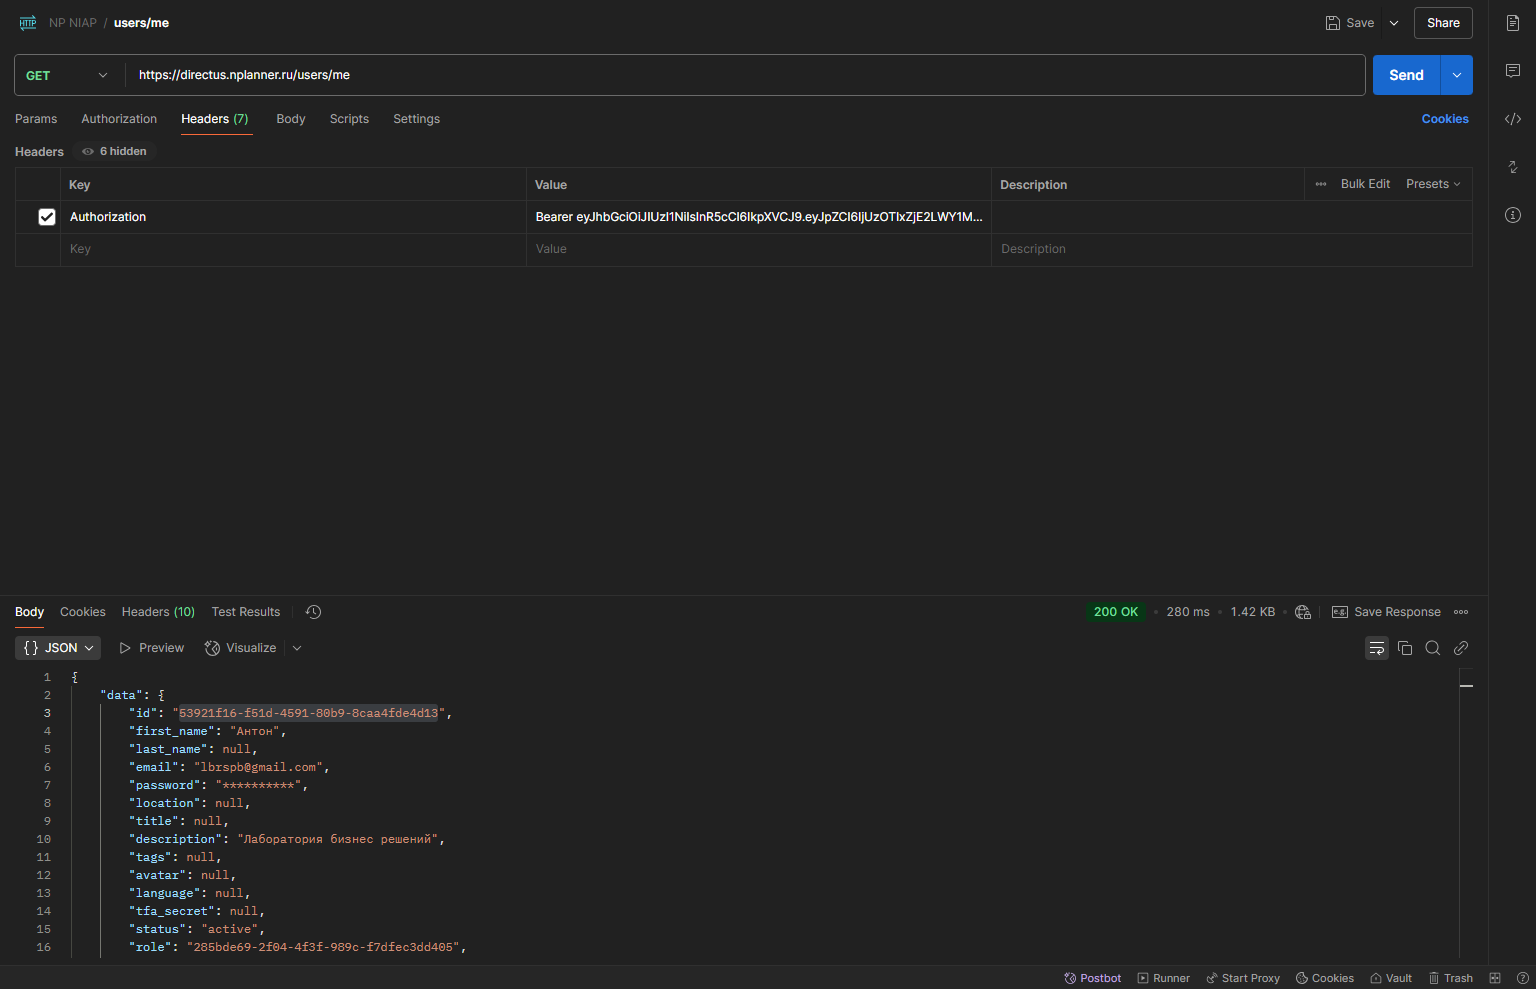 HTTP NP NIAP / users/me Save Share
GET https://directus.nplanner.ru/users/me Send
Params Authorization Headers (7) Body Scripts Settings Cookies
Headers 6 hidden
Key Value Description ••• Bulk Edit Presets
Authorization Bearer eyJhbGciOiJIUzI1NiIsInR5cCI6IkpXVCJ9.eyJpZCI6IjUzOTIxZjE2LWY1M...
Key Value Description
Body Cookies Headers (10) Test Results 200 OK • 280 ms • 1.42 KB • e.g. Save Response
{} JSON Preview Visualize
1 {
2 "data": {
3 "id": "53921f16-f51d-4591-80b9-8caa4fde4d13",
4 "first_name": "Антон",
5 "last_name": null,
6 "email": "lbrspb@gmail.com",
7 "password": "**********",
8 "location": null,
9 "title": null,
10 "description": "Лаборатория бизнес решений",
11 "tags": null,
12 "avatar": null,
13 "language": null,
14 "tfa_secret": null,
15 "status": "active",
16 "role": "285bde69-2f04-4f3f-989c-f7dfec3dd405",
Postbot Runner Start Proxy Cookies Vault Trash